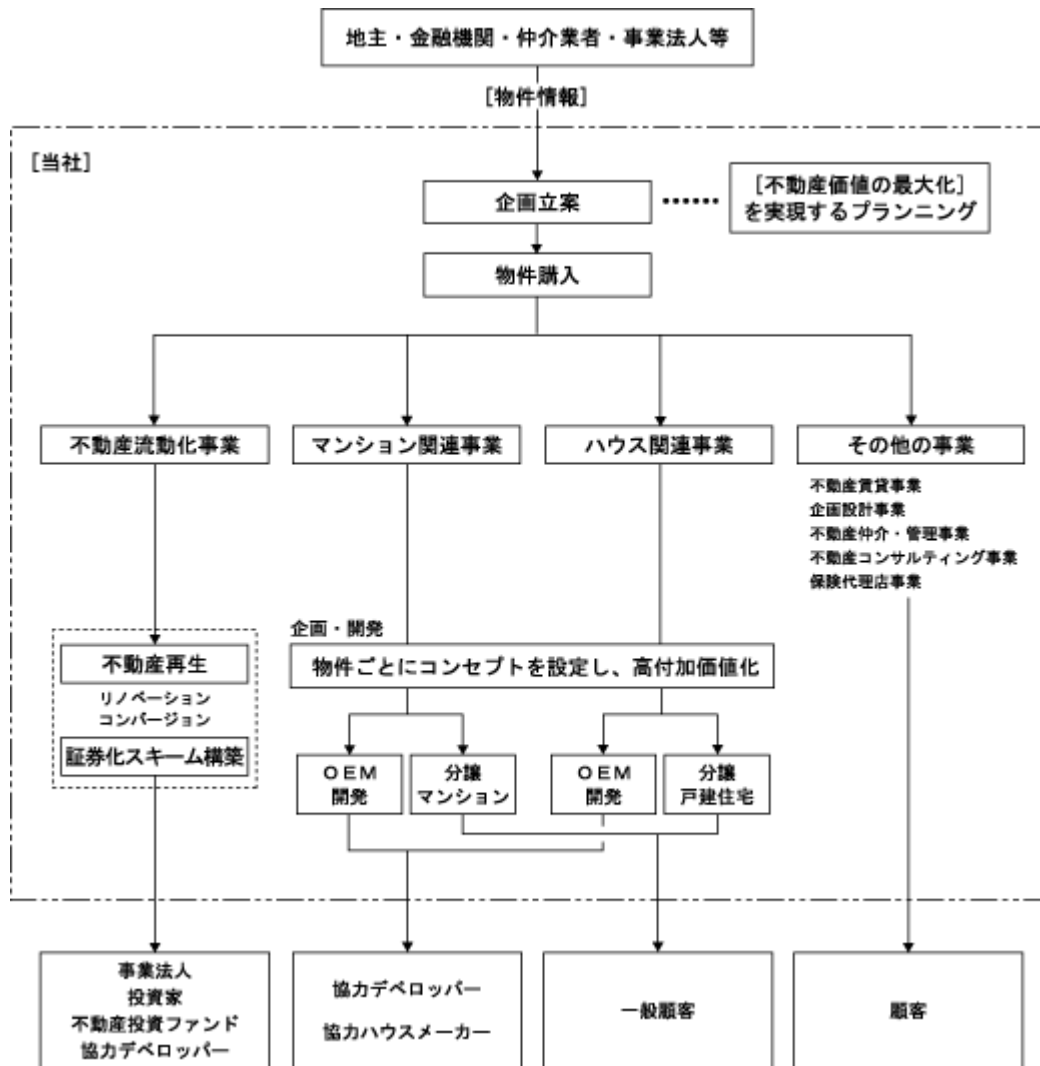 地主・金融機関・仲介業者・事業法人等
[物件情報]
[当社]
企画立案
[不動産価値の最大化]
を実現するプランニング
物件購入
不動産流動化事業
マンション関連事業
ハウス関連事業
その他の事業
不動産賃貸事業
企画設計事業
不動産仲介・管理事業
不動産コンサルティング事業
保険代理店事業
企画・開発
不動産再生
物件ごとにコンセプトを設定し、高付加価値化
リノベーション
コンバージョン
証券化スキーム構築
OEM
開発
分譲
マンション
OEM
開発
分譲
戸建住宅
事業法人
投資家
不動産投資ファンド
協力デベロッパー
協力デベロッパー
協力ハウスメーカー
一般顧客
顧客